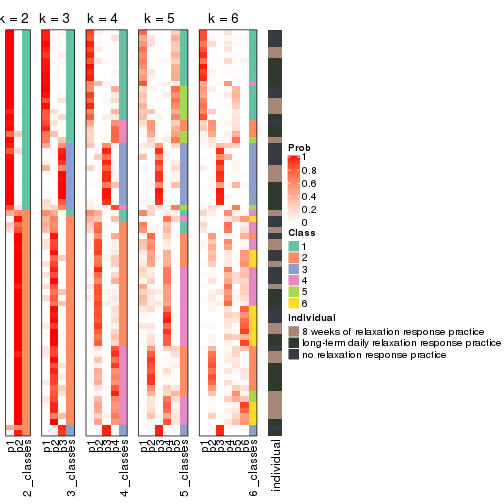 k = 2 k = 3 k = 4 k = 5 k = 6
Prob
1
0.8
0.6
0.4
0.2
0
Class
1
2
3
4
5
6
individual
8 weeks of relaxation response practice
long-term daily relaxation response practice
no relaxation response practice
p1 p2 2_classes p1 p2 p3 3_classes p1 p2 p3 p4 4_classes p1 p2 p3 p4 p5 5_classes p1 p2 p3 p4 p5 p6 6_classes individual